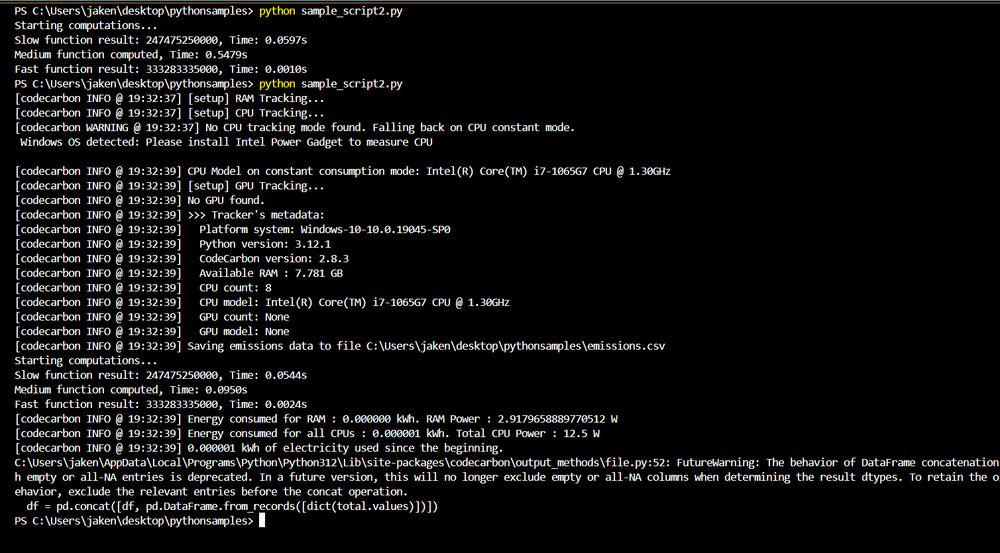 PS C:\Users\jaken\desktop\pythonsamples> python sample_script2.py
Starting computations...
Slow function result: 247475250000, Time: 0.0597s
Medium function computed, Time: 0.5479s
Fast function result: 333283335000, Time: 0.0010s
PS C:\Users\jaken\desktop\pythonsamples> python sample_script2.py
[codecarbon INFO @ 19:32:37] [setup] RAM Tracking...
[codecarbon INFO @ 19:32:37] [setup] CPU Tracking...
[codecarbon WARNING @ 19:32:37] No CPU tracking mode found. Falling back on CPU constant mode.
 Windows OS detected: Please install Intel Power Gadget to measure CPU

[codecarbon INFO @ 19:32:39] CPU Model on constant consumption mode: Intel(R) Core(TM) i7-1065G7 CPU @ 1.30GHz
[codecarbon INFO @ 19:32:39] [setup] GPU Tracking...
[codecarbon INFO @ 19:32:39] No GPU found.
[codecarbon INFO @ 19:32:39] >>> Tracker's metadata:
[codecarbon INFO @ 19:32:39]   Platform system: Windows-10-10.0.19045-SP0
[codecarbon INFO @ 19:32:39]   Python version: 3.12.1
[codecarbon INFO @ 19:32:39]   CodeCarbon version: 2.8.3
[codecarbon INFO @ 19:32:39]   Available RAM : 7.781 GB
[codecarbon INFO @ 19:32:39]   CPU count: 8
[codecarbon INFO @ 19:32:39]   CPU model: Intel(R) Core(TM) i7-1065G7 CPU @ 1.30GHz
[codecarbon INFO @ 19:32:39]   GPU count: None
[codecarbon INFO @ 19:32:39]   GPU model: None
[codecarbon INFO @ 19:32:39] Saving emissions data to file C:\Users\jaken\desktop\pythonsamples\emissions.csv
Starting computations...
Slow function result: 247475250000, Time: 0.0544s
Medium function computed, Time: 0.0950s
Fast function result: 333283335000, Time: 0.0024s
[codecarbon INFO @ 19:32:39] Energy consumed for RAM : 0.000000 kWh. RAM Power : 2.9179658889770512 W
[codecarbon INFO @ 19:32:39] Energy consumed for all CPUs : 0.000001 kWh. Total CPU Power : 12.5 W
[codecarbon INFO @ 19:32:39] 0.000001 kWh of electricity used since the beginning.
C:\Users\jaken\AppData\Local\Programs\Python\Python312\Lib\site-packages\codecarbon\output_methods\file.py:52: FutureWarning: The behavior of DataFrame concatenation
h empty or all-NA entries is deprecated. In a future version, this will no longer exclude empty or all-NA columns when determining the result dtypes. To retain the o
ehavior, exclude the relevant entries before the concat operation.
  df = pd.concat([df, pd.DataFrame.from_records([dict(total.values)])])
PS C:\Users\jaken\desktop\pythonsamples>